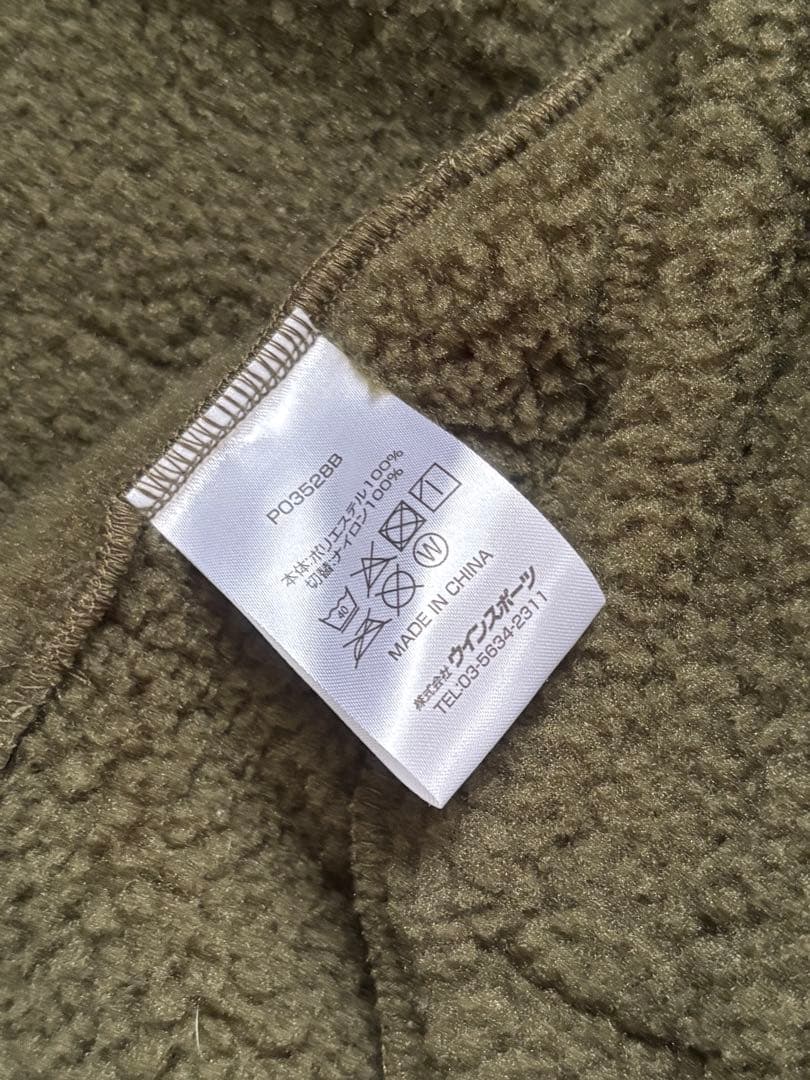 P03528B
本体:ポリエステル100%
切替:ナイロン100%
40
W
MADE IN CHINA
株式会社 ウインスポーツ
TEL:03-5634-2311